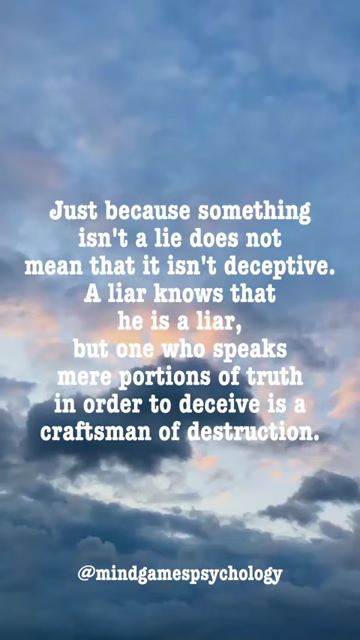 Just because something
isn't a lie does not
mean that it isn't deceptive.
A liar knows that
he is a liar,
but one who speaks
mere portions of truth
in order to deceive is a
craftsman of destruction.
@mindgamespsychology